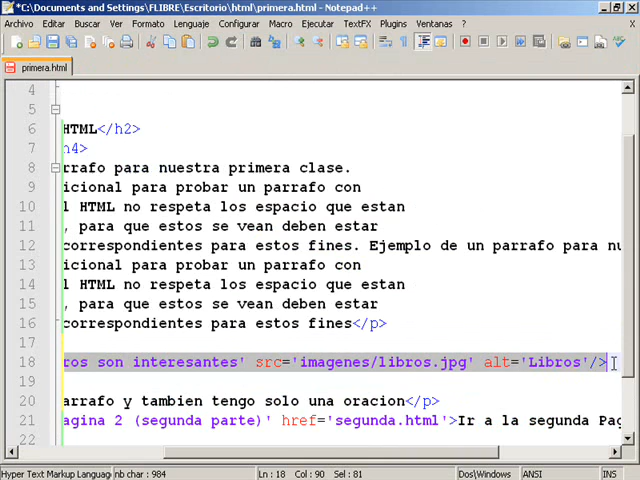 *C:\Documents and Settings\FLIBRE\Escritorio\html\primera.html - Notepad++
Archivo Editar Buscar Ver Formato Lenguaje Configurar Macro Ejecutar TextFX Plugins Ventanas ?
primera.html
4
5
6 HTML</h2>
7 h4>
8 rrafo para nuestra primera clase.
9 icional para probar un parrafo con
10 l HTML no respeta los espacio que estan
11 , para que estos se vean deben estar
12 correspondientes para estos fines. Ejemplo de un parrafo para nu
13 icional para probar un parrafo con
14 l HTML no respeta los espacio que estan
15 , para que estos se vean deben estar
16 correspondientes para estos fines</p>
17
18 ros son interesantes' src='imagenes/libros.jpg' alt='Libros'/>
19
20 arrafo y tambien tengo solo una oracion</p>
21 agina 2 (segunda parte)' href='segunda.html'>Ir a la segunda Pag
22
Hyper Text Markup Language nb char : 984 Ln : 18 Col : 90 Sel : 81 Dos\Windows ANSI INS